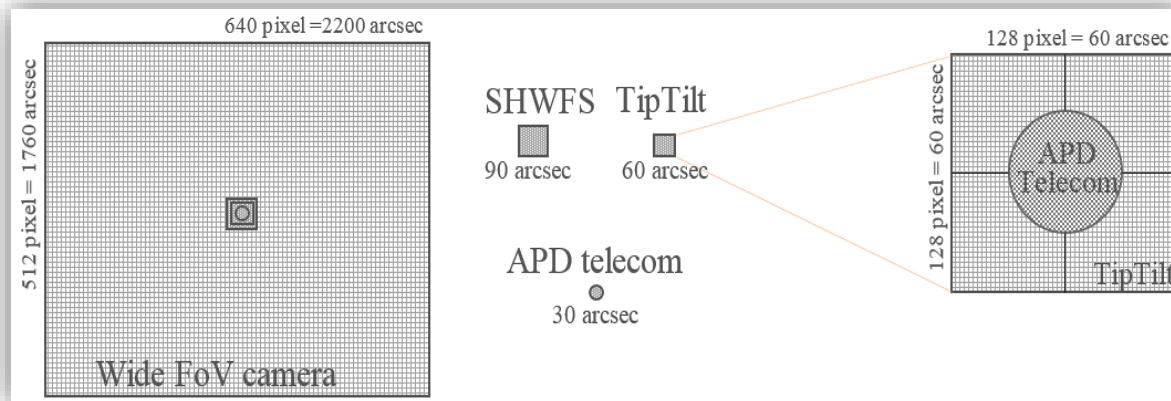 640 pixel =2200 arcsec
512 pixel = 1760 arcsec
Wide FoV camera
SHWFS
90 arcsec
TipTilt
60 arcsec
APD telecom
30 arcsec
128 pixel = 60 arcsec
128 pixel = 60 arcsec
APD
Telecom
TipTilt